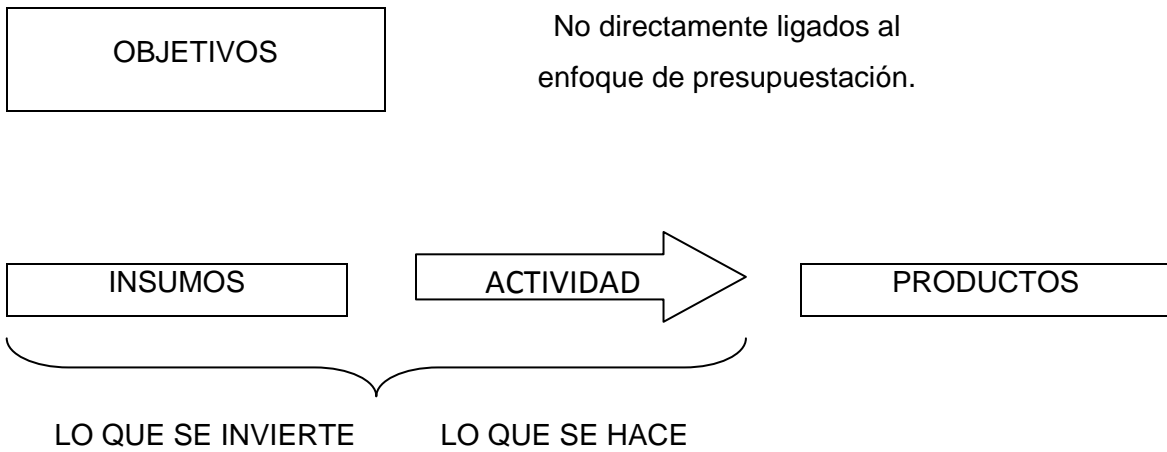 OBJETIVOS
No directamente ligados al
enfoque de presupuestación.
INSUMOS
ACTIVIDAD
PRODUCTOS
LO QUE SE INVIERTE
LO QUE SE HACE